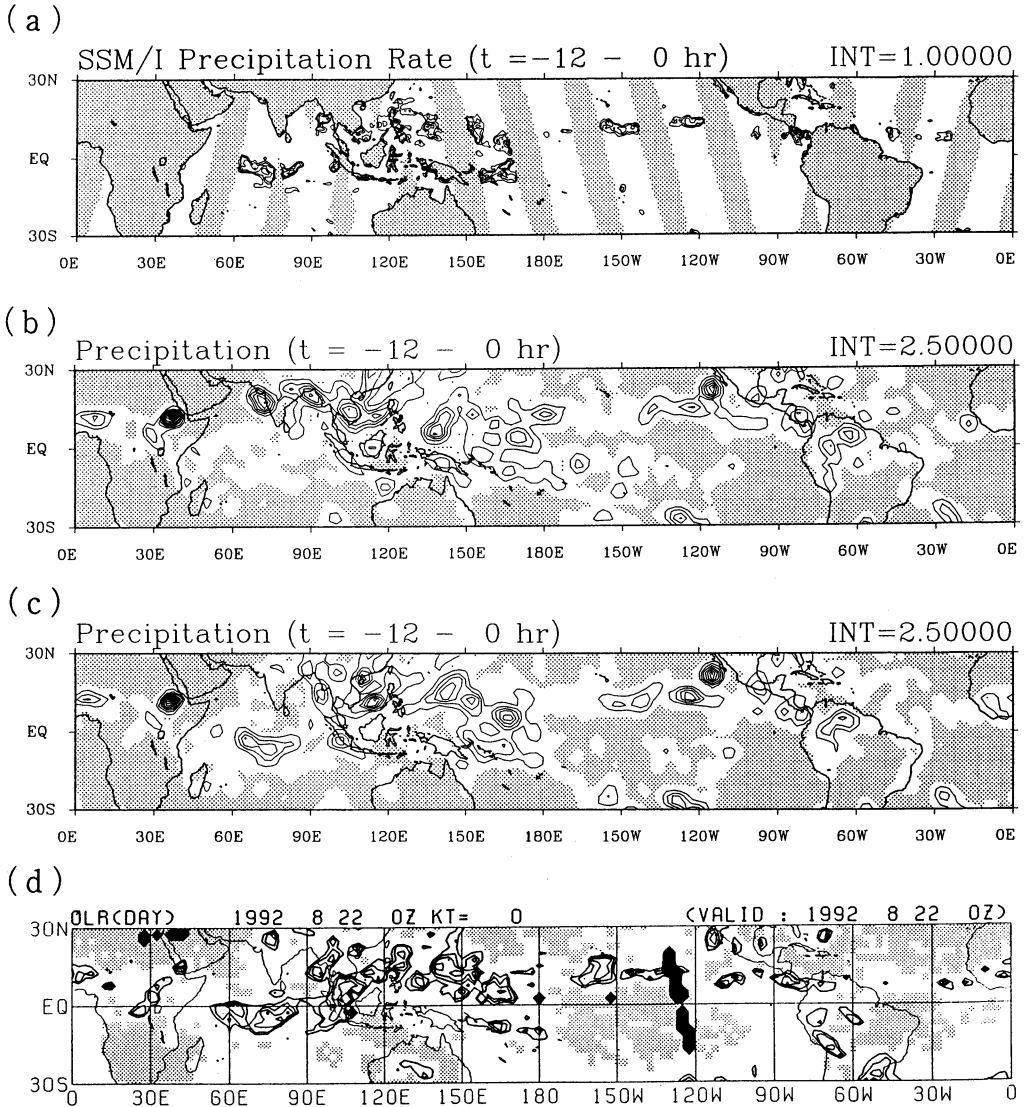 (a)
SSM/I Precipitation Rate (t =-12 - 0 hr) INT=1.00000
30N
EQ
30S
0E 30E 60E 90E 120E 150E 180E 150W 120W 90W 60W 30W 0E
(b)
Precipitation (t = -12 - 0 hr) INT=2.50000
30N
EQ
30S
0E 30E 60E 90E 120E 150E 180E 150W 120W 90W 60W 30W 0E
(c)
Precipitation (t = -12 - 0 hr) INT=2.50000
30N
EQ
30S
0E 30E 60E 90E 120E 150E 180E 150W 120W 90W 60W 30W 0E
(d)
OLR(DAY) 1992 8 22 0Z KT= 0 (VALID : 1992 8 22 0Z)
30N
EQ
30S
0 30E 60E 90E 120E 150E 180 150W 120W 90W 60W 30W 0